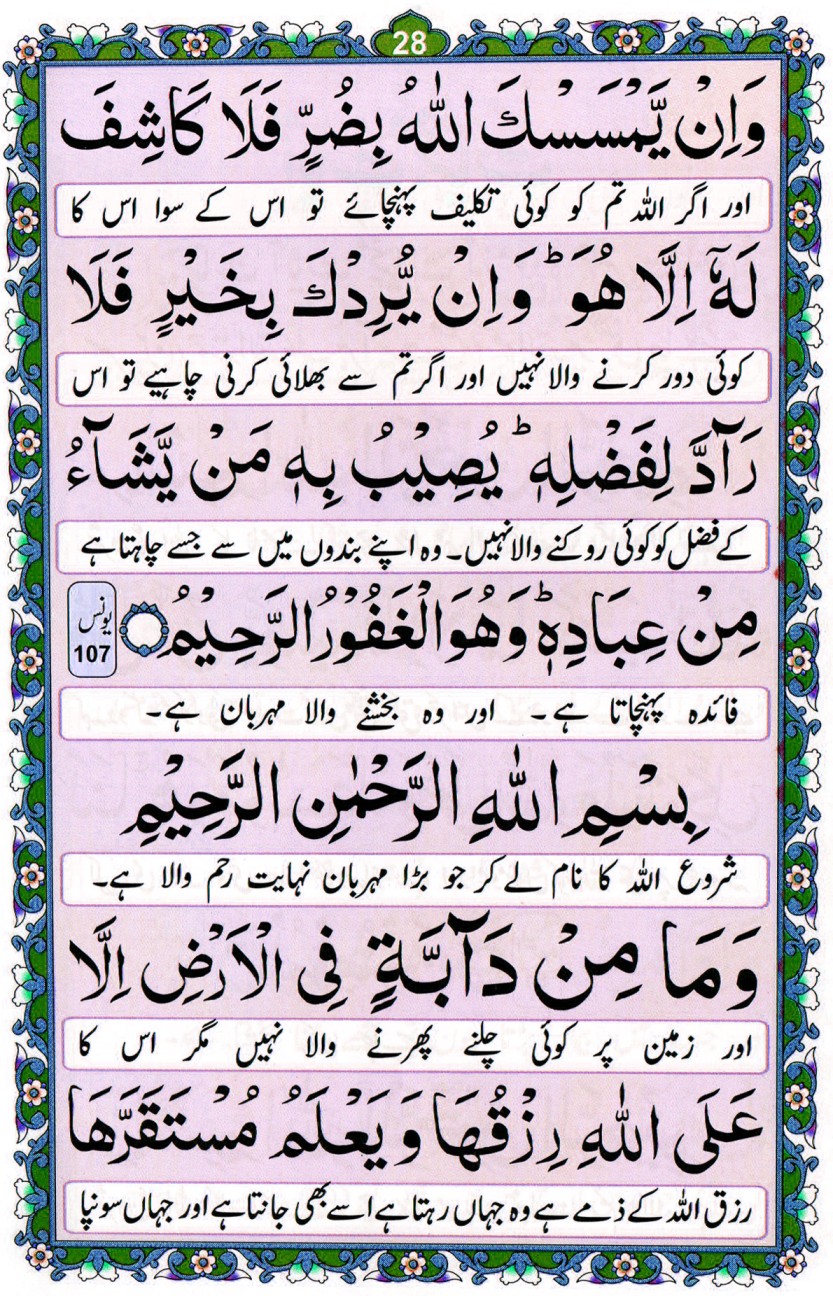 28
وَاِنْ يَّمْسَسْكَ اللّٰهُ بِضُرٍّ فَلَا كَاشِفَ
اور اگر اللہ تم کو کوئی تکلیف پہنچائے تو اس کے سوا اس کا
لَهٗٓ اِلَّا هُوَ ؕ وَاِنْ يُّرِدْكَ بِخَيْرٍ فَلَا
کوئی دور کرنے والا نہیں اور اگر تم سے بھلائی کرنی چاہیے تو اس
رَآدَّ لِفَضْلِهٖ ؕ يُصِيْبُ بِهٖ مَنْ يَّشَآءُ
کے فضل کو کوئی روکنے والا نہیں۔ وہ اپنے بندوں میں سے جسے چاہتا ہے
مِنْ عِبَادِهٖ ؕ وَهُوَ الْغَفُوْرُ الرَّحِيْمُ یونس 107
فائدہ پہنچاتا ہے۔ اور وہ بخشنے والا مہربان ہے۔
بِسْمِ اللّٰهِ الرَّحْمٰنِ الرَّحِيْمِ
شروع اللہ کا نام لے کر جو بڑا مہربان نہایت رحم والا ہے۔
وَمَا مِنْ دَآبَّةٍ فِى الْاَرْضِ اِلَّا
اور زمین پر کوئی چلنے پھرنے والا نہیں مگر اس کا
عَلَى اللّٰهِ رِزْقُهَا وَ يَعْلَمُ مُسْتَقَرَّهَا
رزق اللہ کے ذمے ہے وہ جہاں رہتا ہے اسے بھی جانتا ہے اور جہاں سونپا